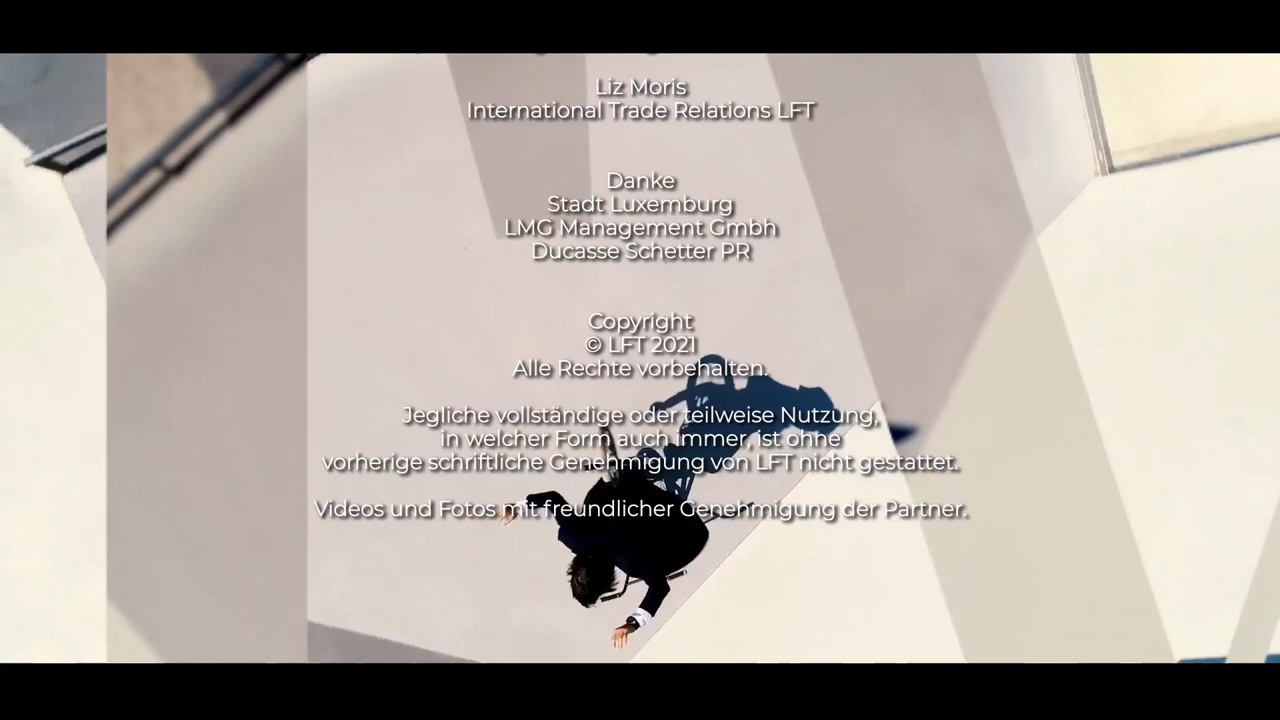 Liz Moris
International Trade Relations LFT
Danke
Stadt Luxemburg
LMG Management Gmbh
Ducasse Schetter PR
Copyright
© LFT 2021
Alle Rechte vorbehalten.
Jegliche vollständige oder teilweise Nutzung,
in welcher Form auch immer, ist ohne
vorherige schriftliche Genehmigung von LFT nicht gestattet.
Videos und Fotos mit freundlicher Genehmigung der Partner.